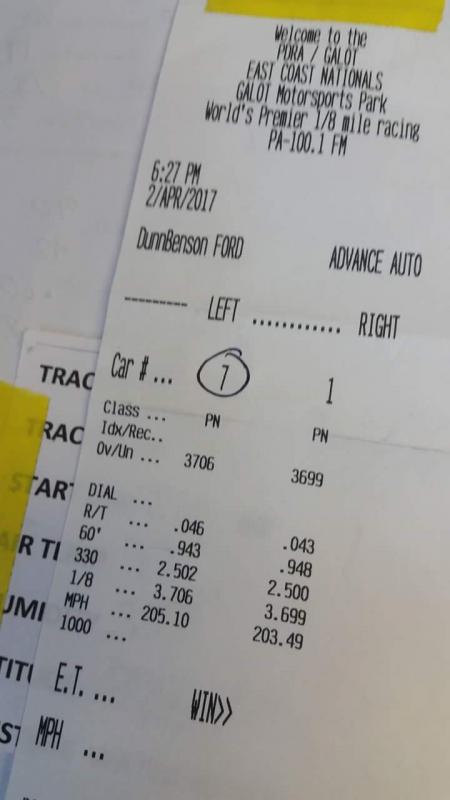 Welcome to the
PDRA / GALOT
EAST COAST NATIONALS
GALOT Motorsports Park
World's Premier 1/8 mile racing
PA-100.1 FM
6:27 PM
2/APR/2017
DunnBenson FORD ADVANCE AUTO
--------- LEFT ............ RIGHT
Car # ... 7 1
Class ... PN PN
Idx/Rec..
Ov/Un ... 3706 3699
DIAL ...
R/T ... .046 .043
60' ... .943 .948
330 ... 2.502 2.500
1/8 ... 3.706 3.699
MPH ... 205.10 203.49
1000 ...
E.T. ... WIN>>
MPH ...
TRAC
TRAC
START
AIR TI
UMI
TITU
ST